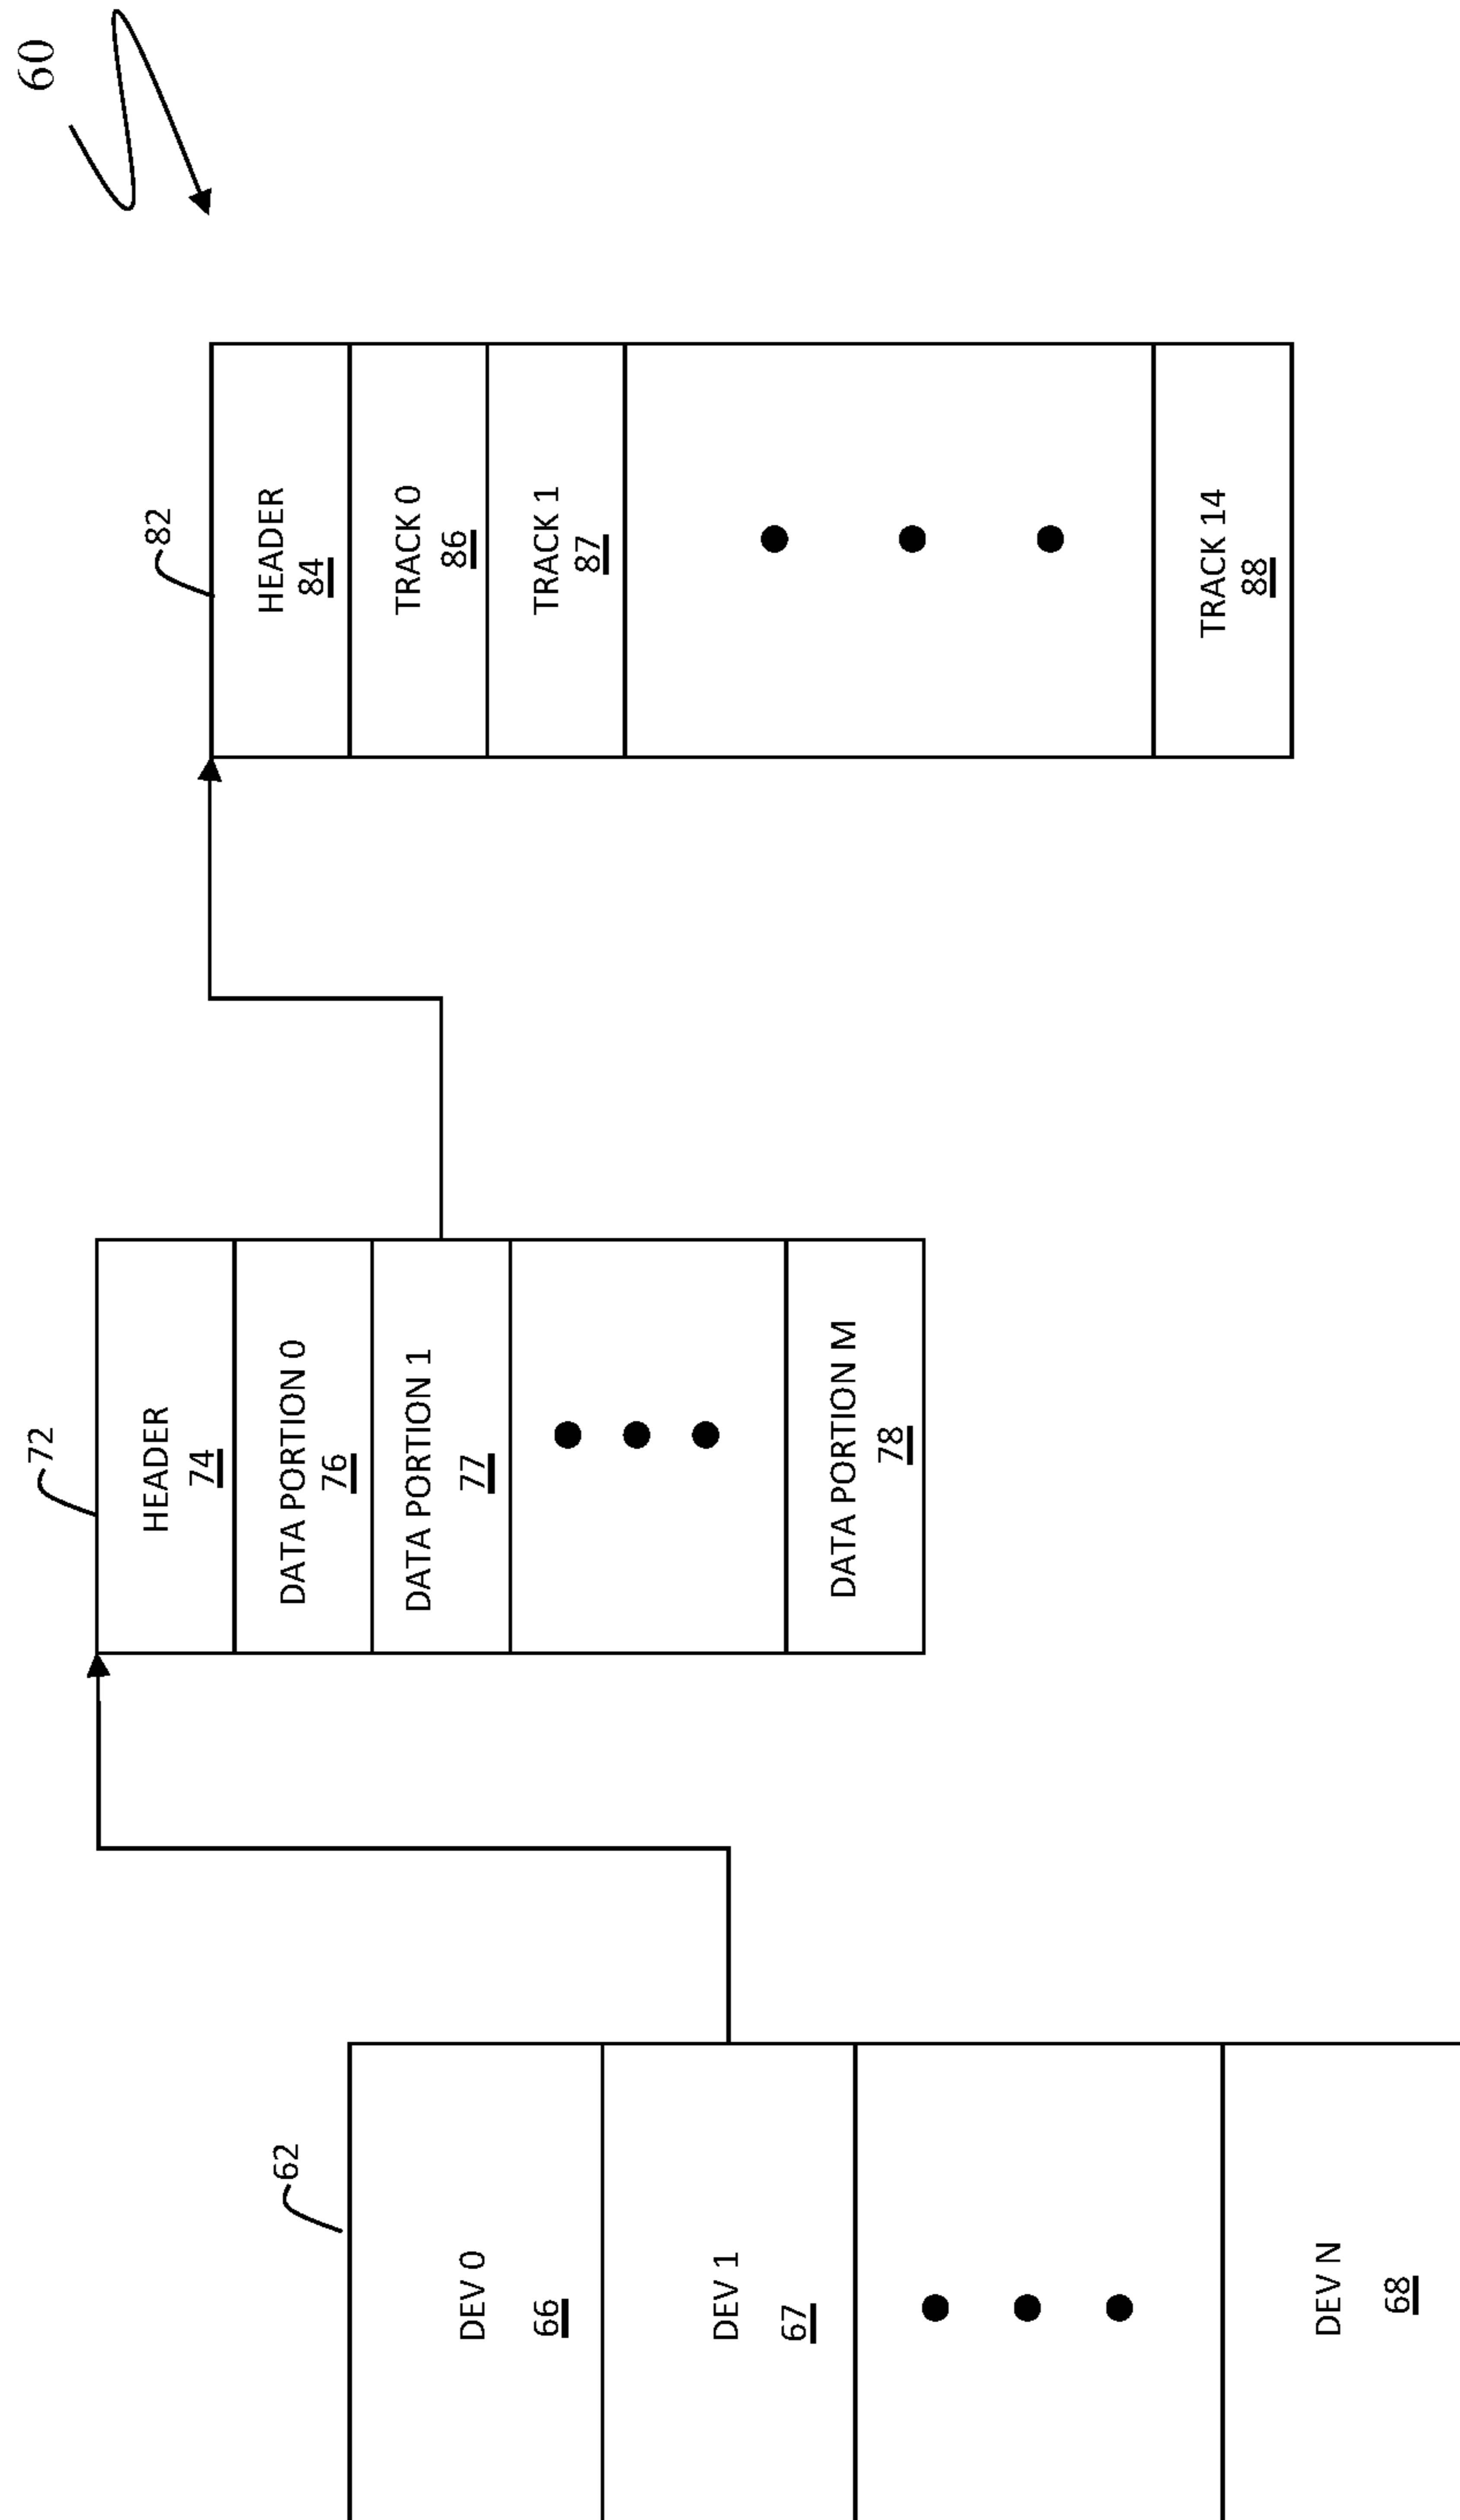 60
62
DEV 0
66
DEV 1
67
DEV N
68
72
HEADER
74
DATA PORTION 0
76
DATA PORTION 1
77
DATA PORTION M
78
82
HEADER
84
TRACK 0
86
TRACK 1
87
TRACK 14
88